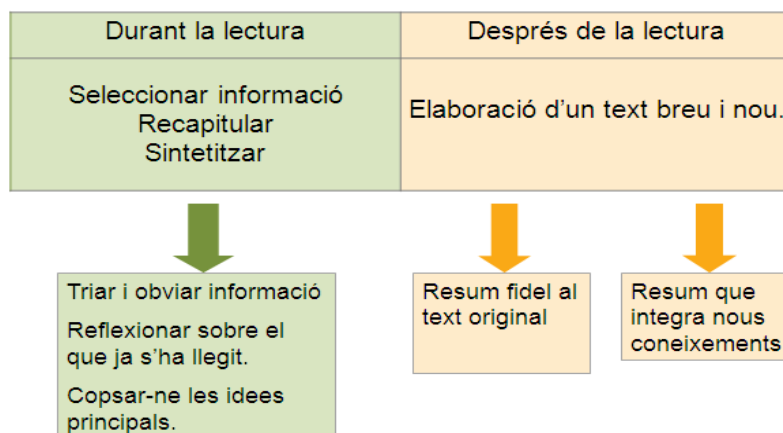 Durant la lectura
Després de la lectura
Seleccionar informació
Recapitular
Sintetitzar
Elaboració d'un text breu i nou.
Triar i obviar informació
Reflexionar sobre el
que ja s'ha llegit.
Copsar-ne les idees
principals.
Resum fidel al
text original
Resum que
integra nous
coneixements